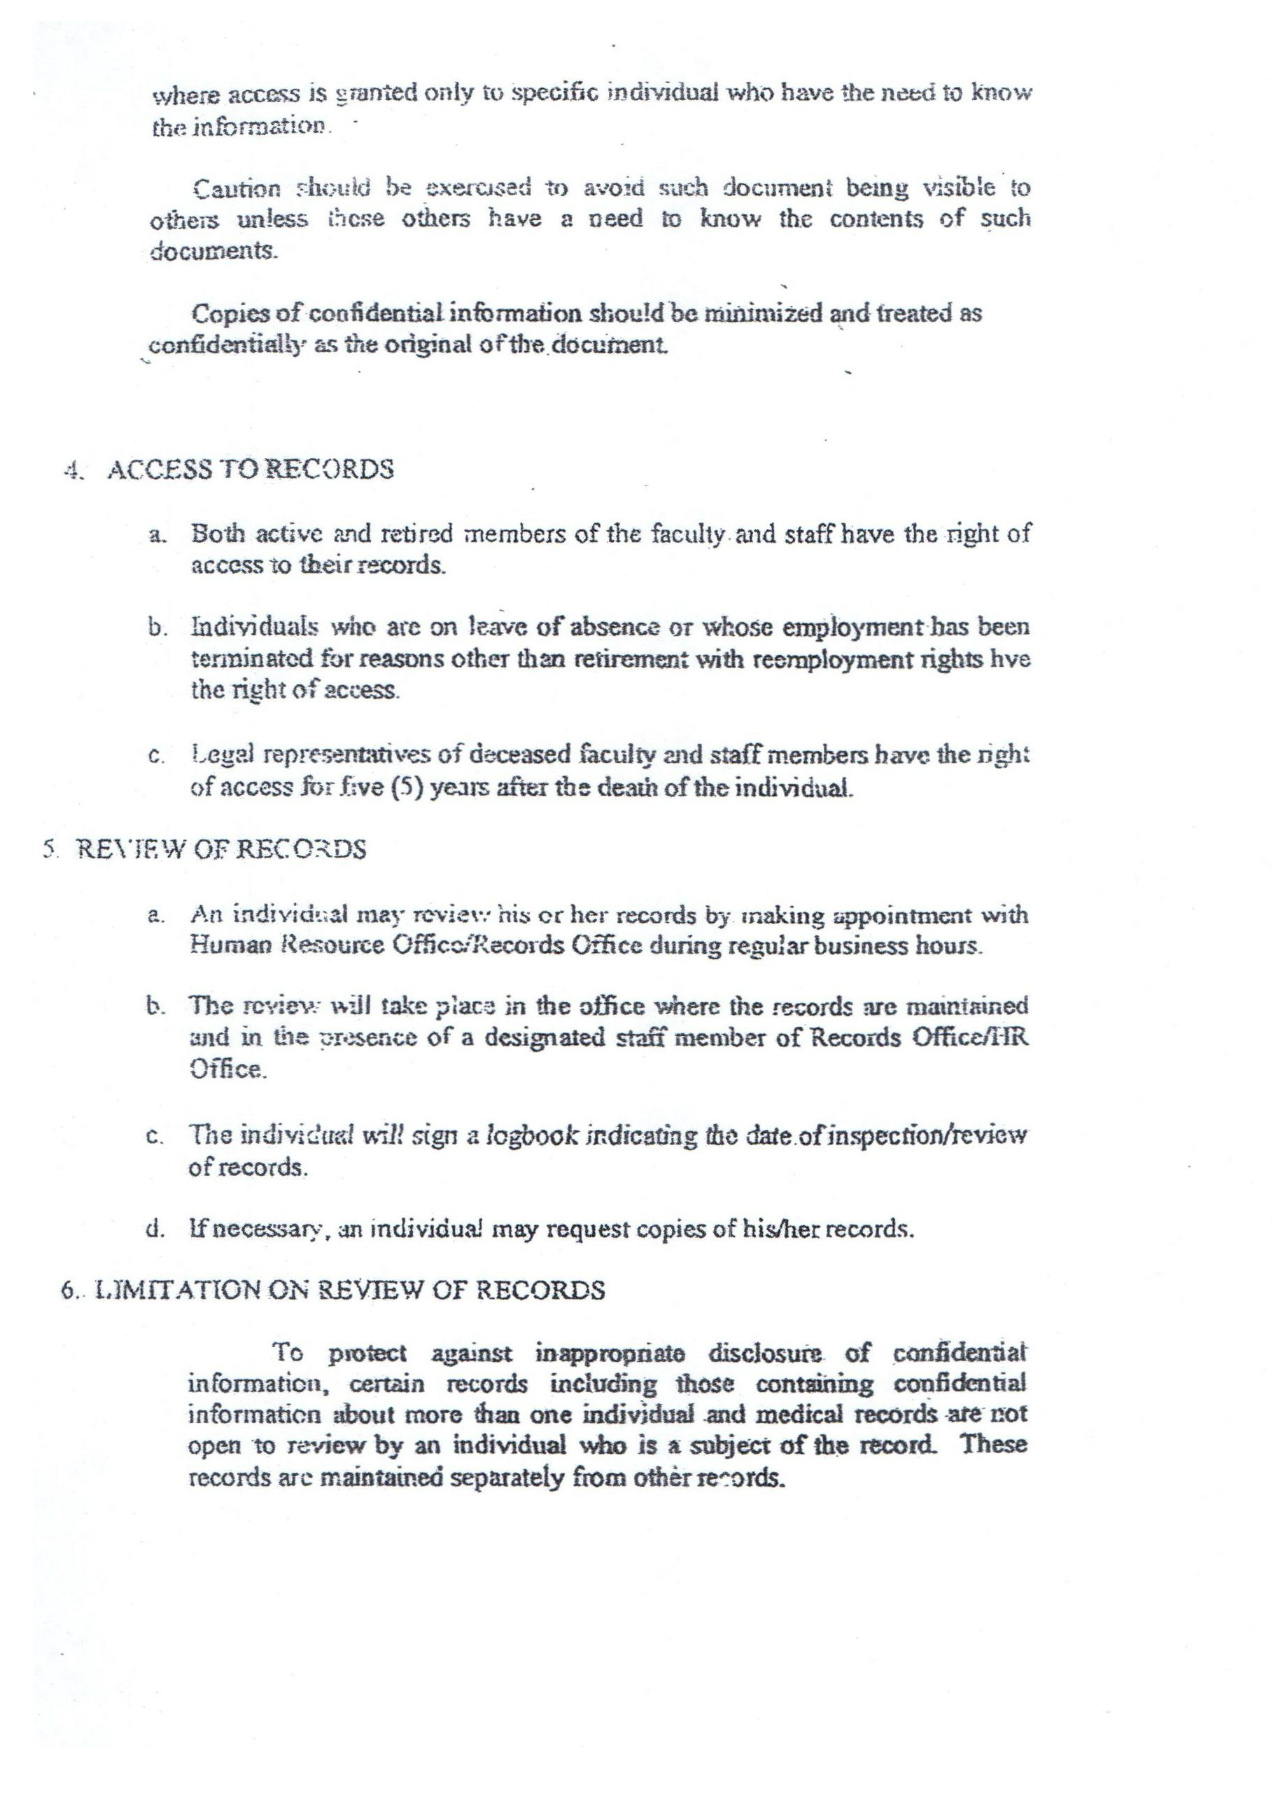 where access is granted only to specific individual who have the need to know
the information.
Caution should be exercised to avoid such document being visible to
others unless these others have a need to know the contents of such
documents.
Copies of confidential information should be minimized and treated as
confidentially as the original of the document.
4. ACCESS TO RECORDS
a. Both active and retired members of the faculty and staff have the right of
access to their records.
b. Individuals who are on leave of absence or whose employment has been
terminated for reasons other than retirement with reemployment rights hve
the right of access.
c. Legal representatives of deceased faculty and staff members have the right
of access for five (5) years after the death of the individual.
5. REVIEW OF RECORDS
a. An individual may review his or her records by making appointment with
Human Resource Office/Records Office during regular business hours.
b. The review will take place in the office where the records are maintained
and in the presence of a designated staff member of Records Office/HR
Office.
c. The individual will sign a logbook indicating the date of inspection/review
of records.
d. If necessary, an individual may request copies of his/her records.
6. LIMITATION ON REVIEW OF RECORDS
To protect against inappropriate disclosure of confidential
information, certain records including those containing confidential
information about more than one individual and medical records are not
open to review by an individual who is a subject of the record. These
records are maintained separately from other records.